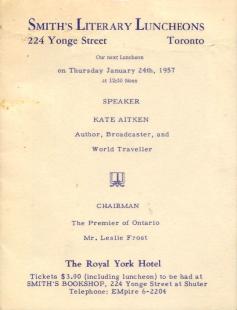 SMITH'S LITERARY LUNCHEONS
224 Yonge Street Toronto
Our next Luncheon
on Thursday January 24th, 1957
at 12:30 Noon
SPEAKER
KATE AITKEN
Author, Broadcaster, and
World Traveller
CHAIRMAN
The Premier of Ontario
Mr. Leslie Frost
The Royal York Hotel
Tickets $3.90 (including luncheon) to be had at
SMITH'S BOOKSHOP, 224 Yonge Street at Shuter
Telephone: EMpire 6-2204